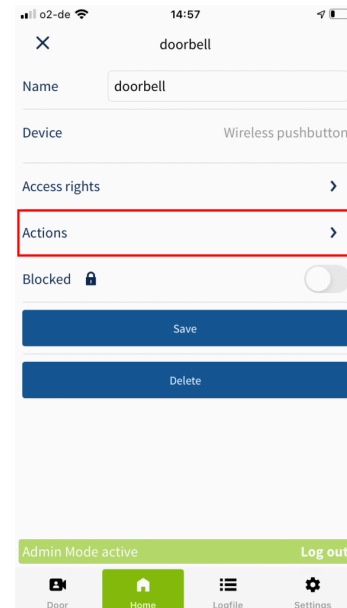 o2-de 14:57
doorbell
Name doorbell
Device Wireless pushbutton
Access rights
Actions
Blocked
Save
Delete
Admin Mode active Log out
Door Home Logfile Settings